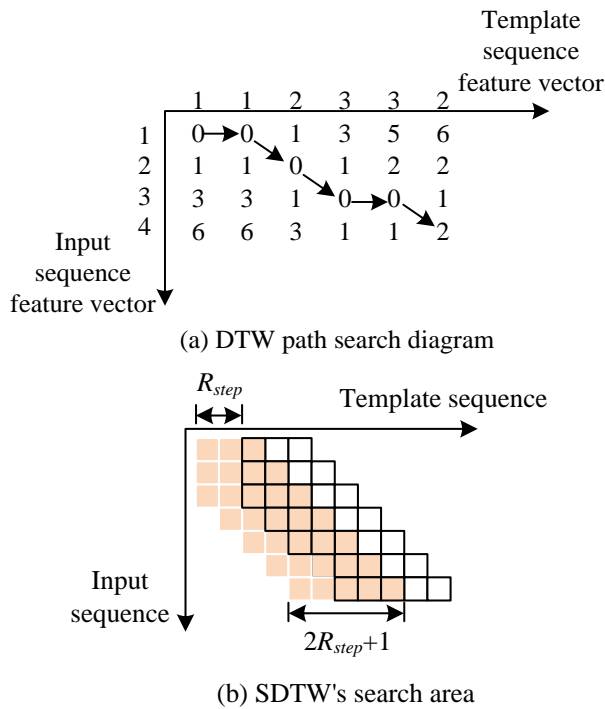 Template
sequence
feature vector
1 1 2 3 3 2
1 0 0 1 3 5 6
2 1 1 0 1 2 2
3 3 3 1 0 0 1
4 6 6 3 1 1 2
Input
sequence
feature vector
(a) DTW path search diagram
R_step
Template sequence
Input
sequence
2R_step+1
(b) SDTW's search area